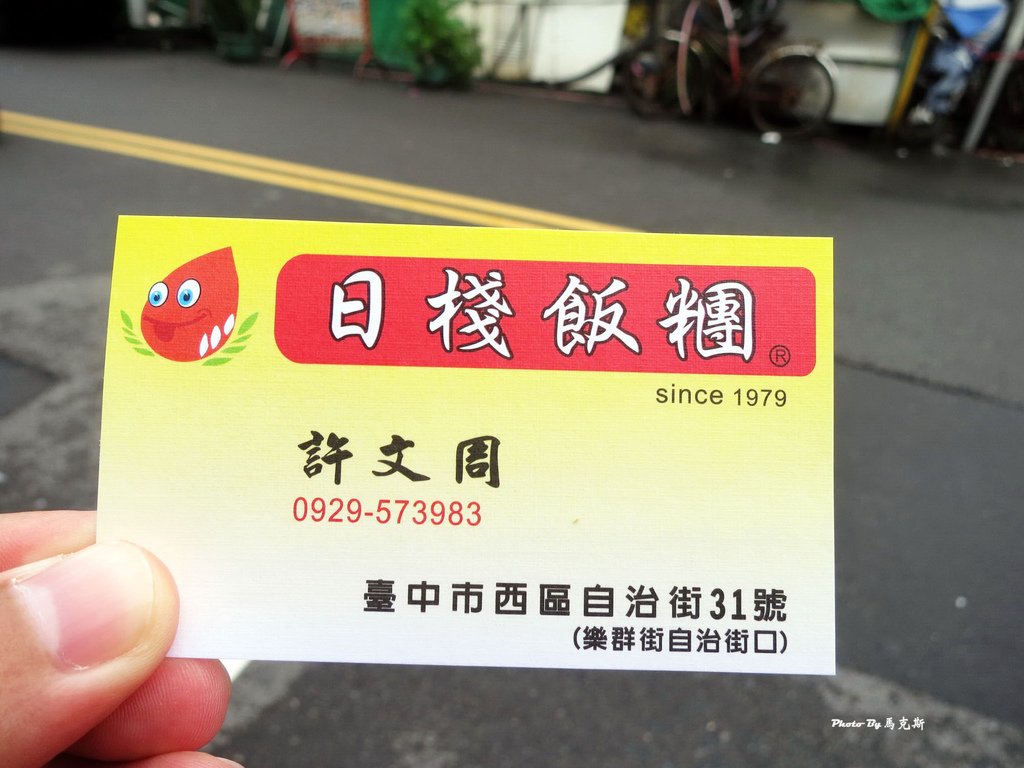 日棧飯糰®
since 1979
許文周
0929-573983
臺中市西區自治街31號
(樂群街自治街口)
Photo By 馬克斯